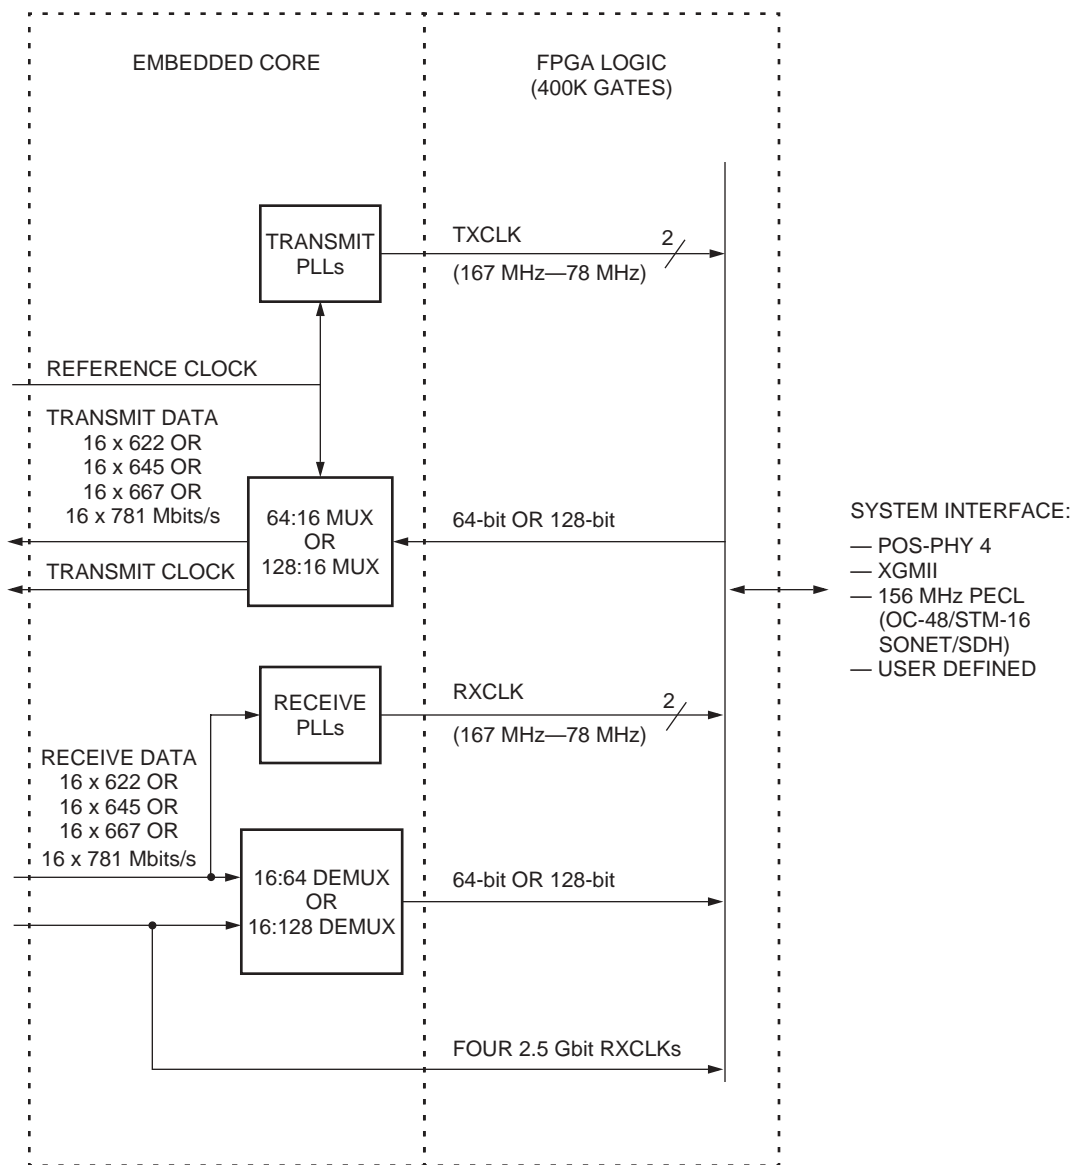 EMBEDDED CORE
FPGA LOGIC
(400K GATES)
TRANSMIT
PLLs
TXCLK
2
(167 MHz—78 MHz)
REFERENCE CLOCK
TRANSMIT DATA
16 x 622 OR
16 x 645 OR
16 x 667 OR
16 x 781 Mbits/s
TRANSMIT CLOCK
64:16 MUX
OR
128:16 MUX
64-bit OR 128-bit
SYSTEM INTERFACE:
— POS-PHY 4
— XGMII
— 156 MHz PECL
(OC-48/STM-16
SONET/SDH)
— USER DEFINED
RECEIVE
PLLs
RXCLK
2
(167 MHz—78 MHz)
RECEIVE DATA
16 x 622 OR
16 x 645 OR
16 x 667 OR
16 x 781 Mbits/s
16:64 DEMUX
OR
16:128 DEMUX
64-bit OR 128-bit
FOUR 2.5 Gbit RXCLKs